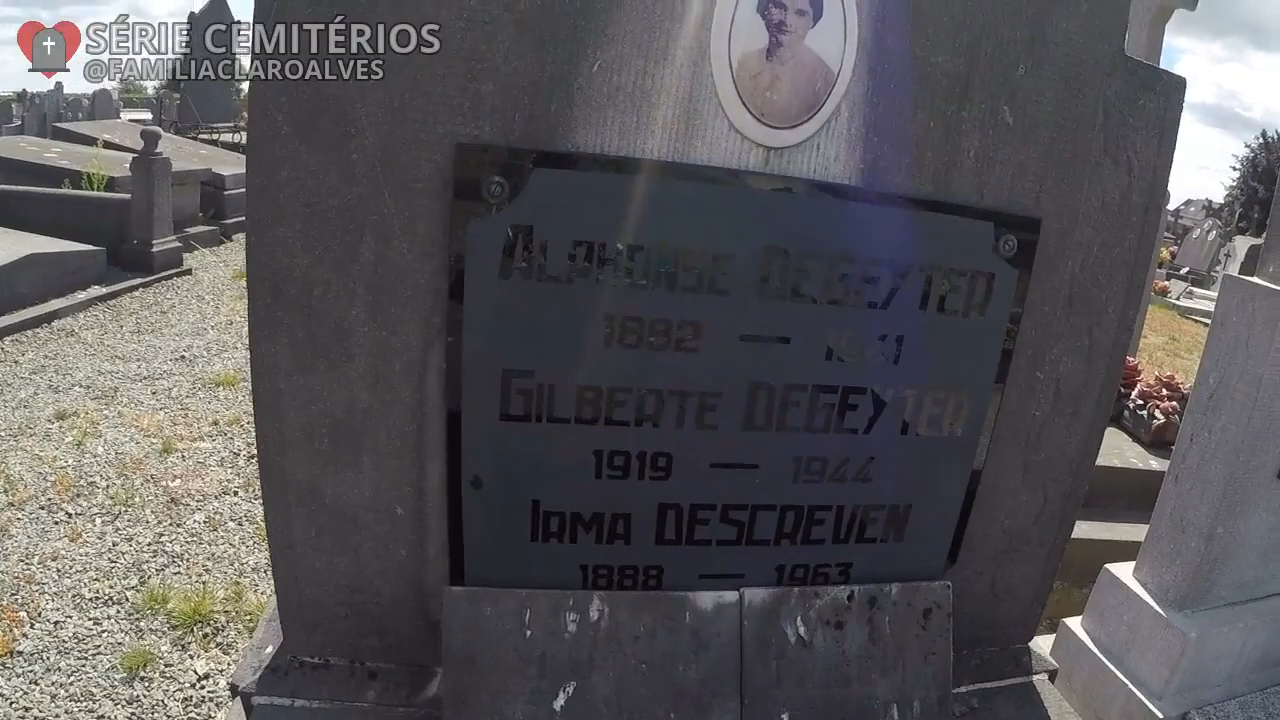 SÉRIE CEMITÉRIOS
@FAMILIACLAROALVES
ALPHONSE DEGEYTER
1882 —
GILBERTE DEGEYTER
1919 — 1944
IRMA DESCREVEN
1888 — 1963